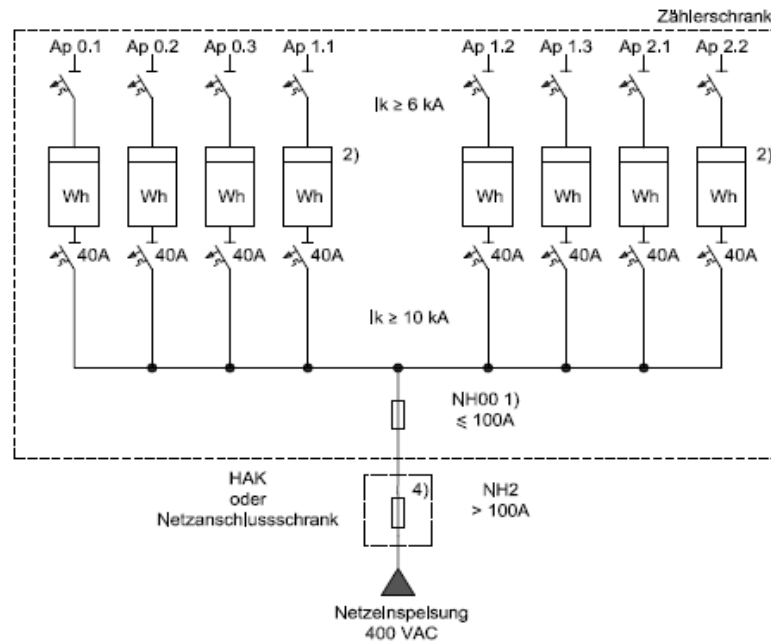 Zählerschrank
Ap 0.1 Ap 0.2 Ap 0.3 Ap 1.1 Ap 1.2 Ap 1.3 Ap 2.1 Ap 2.2
Ik ≥ 6 kA
2) 2)
Wh Wh Wh Wh Wh Wh Wh Wh
40A 40A 40A 40A 40A 40A 40A 40A
Ik ≥ 10 kA
NH00 1)
≤ 100A
HAK
oder
Netzanschlussschrank
4)
NH2
> 100A
Netzeinspeisung
400 VAC